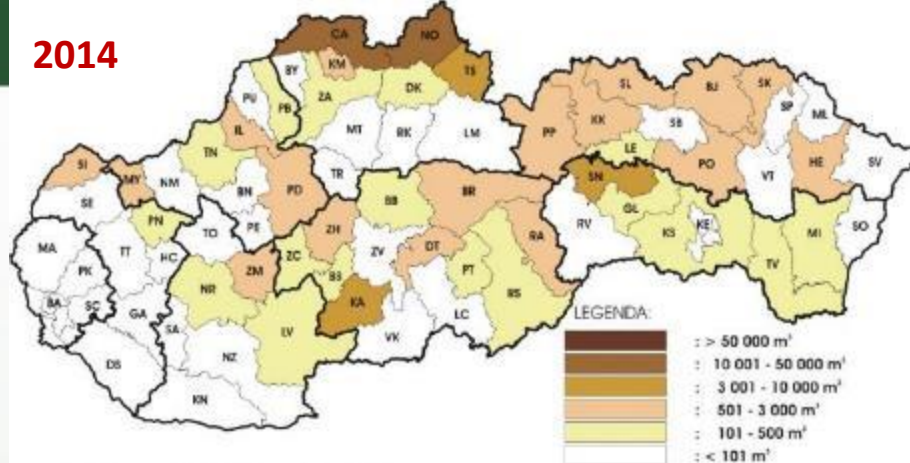 2014
CA
NO
BY
KM
TS
ZA
DK
PU
PB
IL
MT
RK
LM
TN
SI
MY
NM
BN
PD
TR
SE
PE
PN
TO
TT
HC
MA
PK
BA
SC
GA
DS
SA
NR
ZM
NZ
KN
LV
ZC
ZH
BS
KA
BB
ZV
BR
DT
VK
LC
PT
RS
RA
PP
KK
SL
SB
LE
BJ
SK
SP
ML
PO
VT
HE
SV
SN
RV
GL
KS
KE
TV
MI
SO
LEGENDA:
: > 50 000 m³
: 10 001 - 50 000 m³
: 3 001 - 10 000 m³
: 501 - 3 000 m³
: 101 - 500 m³
: < 101 m³